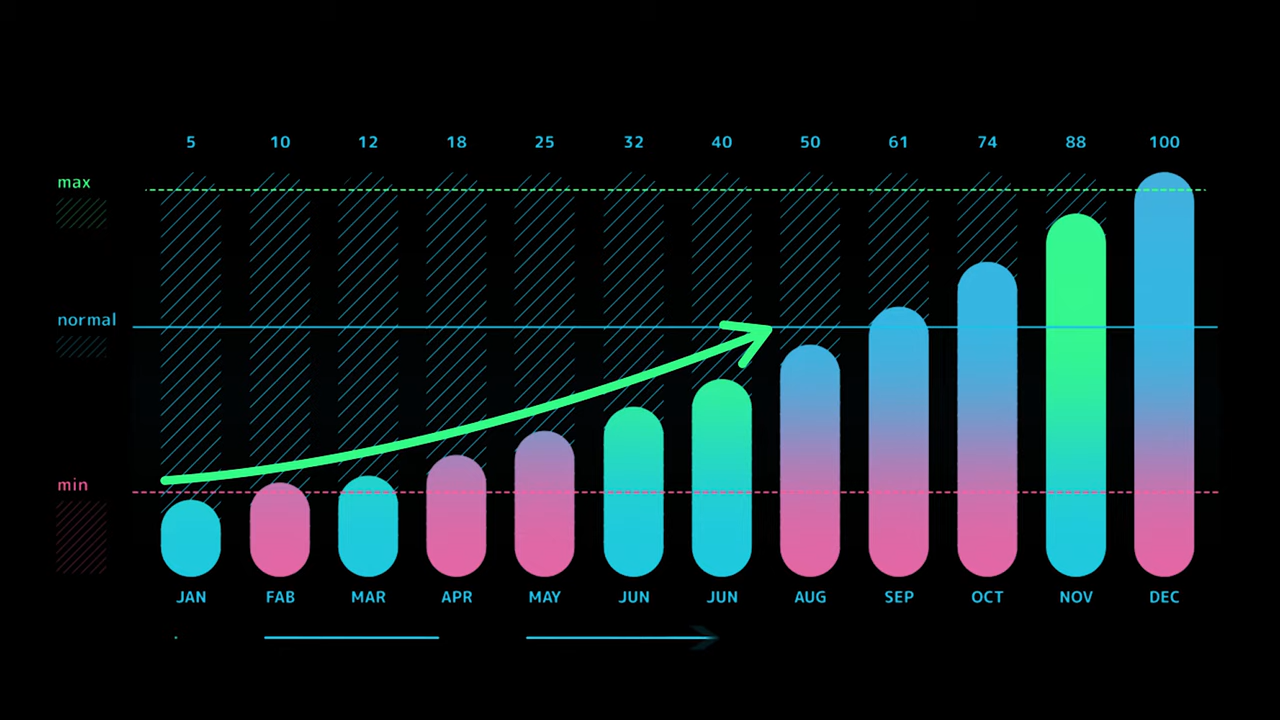 5 10 12 18 25 32 40 50 61 74 88 100
max
normal
min
JAN FAB MAR APR MAY JUN JUN AUG SEP OCT NOV DEC